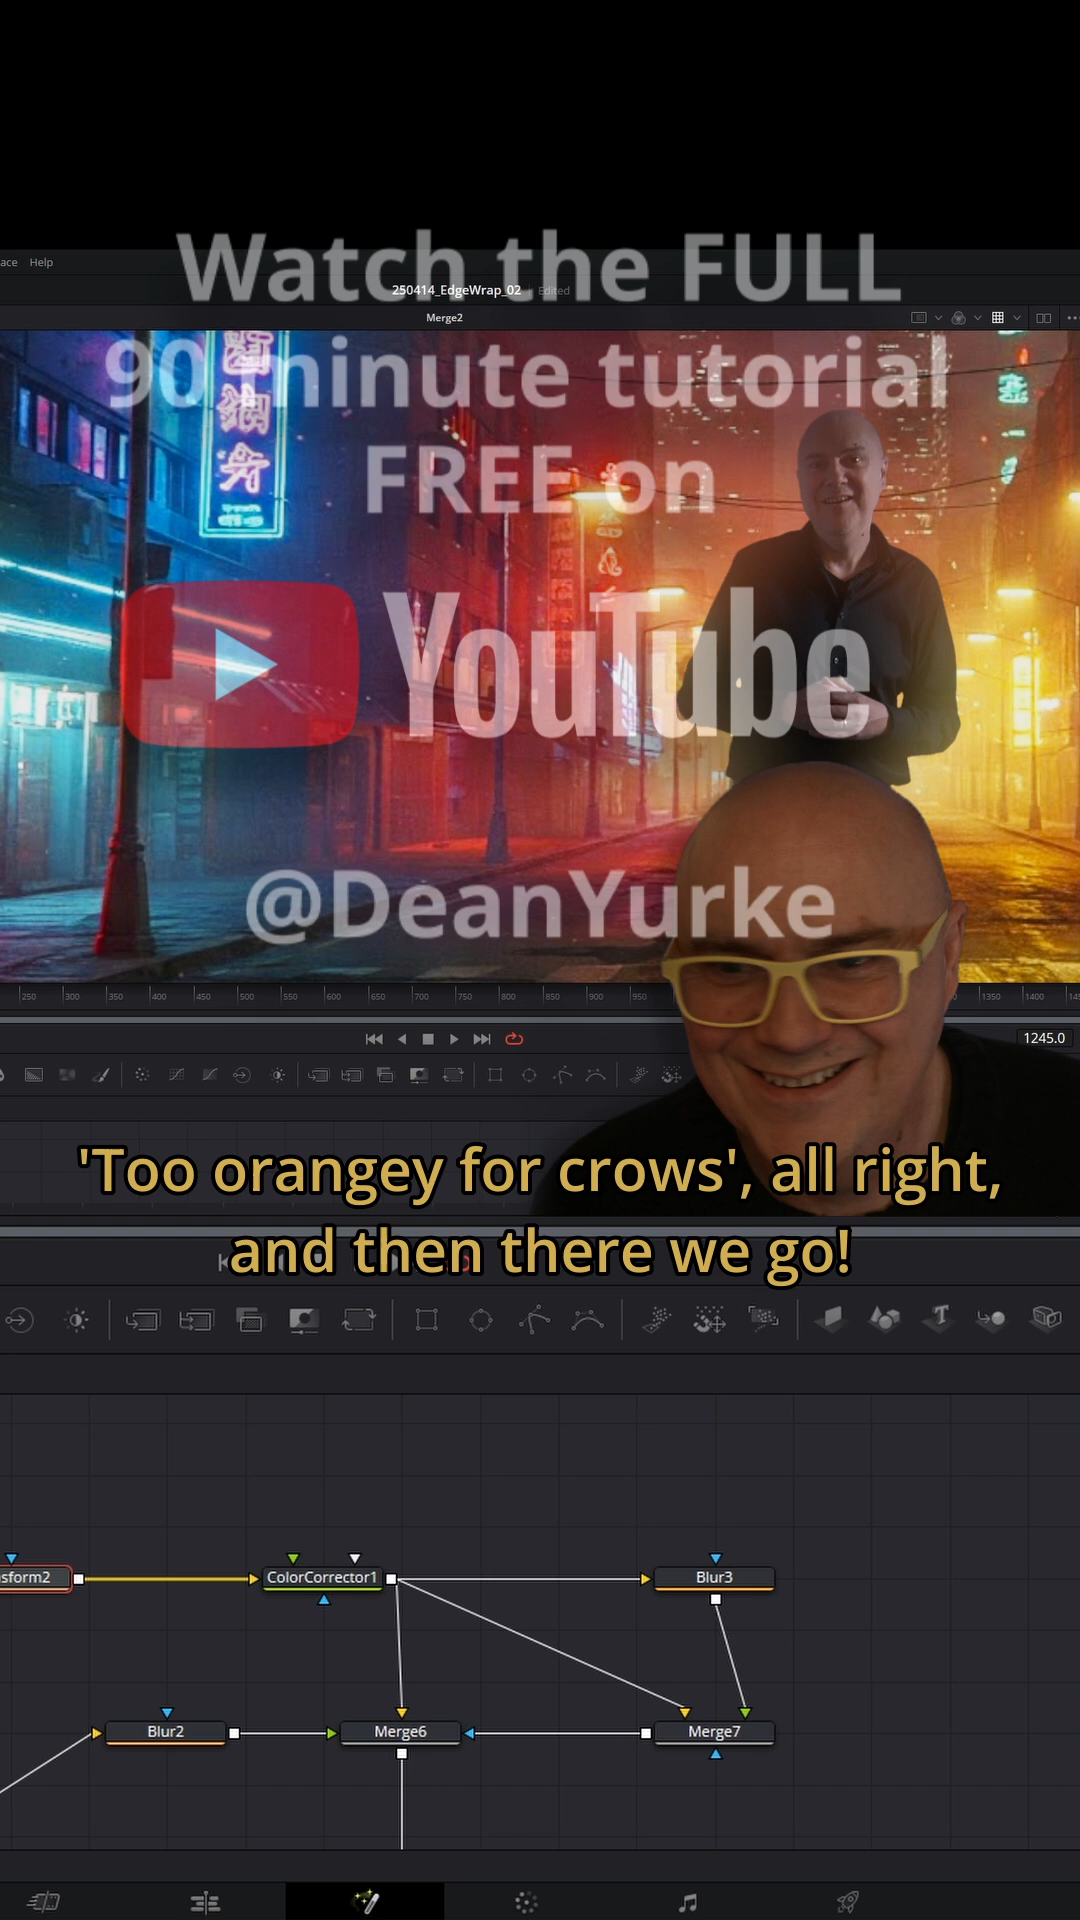 Watch the FULL
ace Help
250414_EdgeWrap_02 Edited
Merge2
90 minute tutorial
FREE on
YouTube
@DeanYurke
250 300 350 400 450 500 550 600 650 700 750 800 850 900 950 1350 1400
1245.0
'Too orangey for crows', all right,
and then there we go!
sform2 ColorCorrector1 Blur3
Blur2 Merge6 Merge7